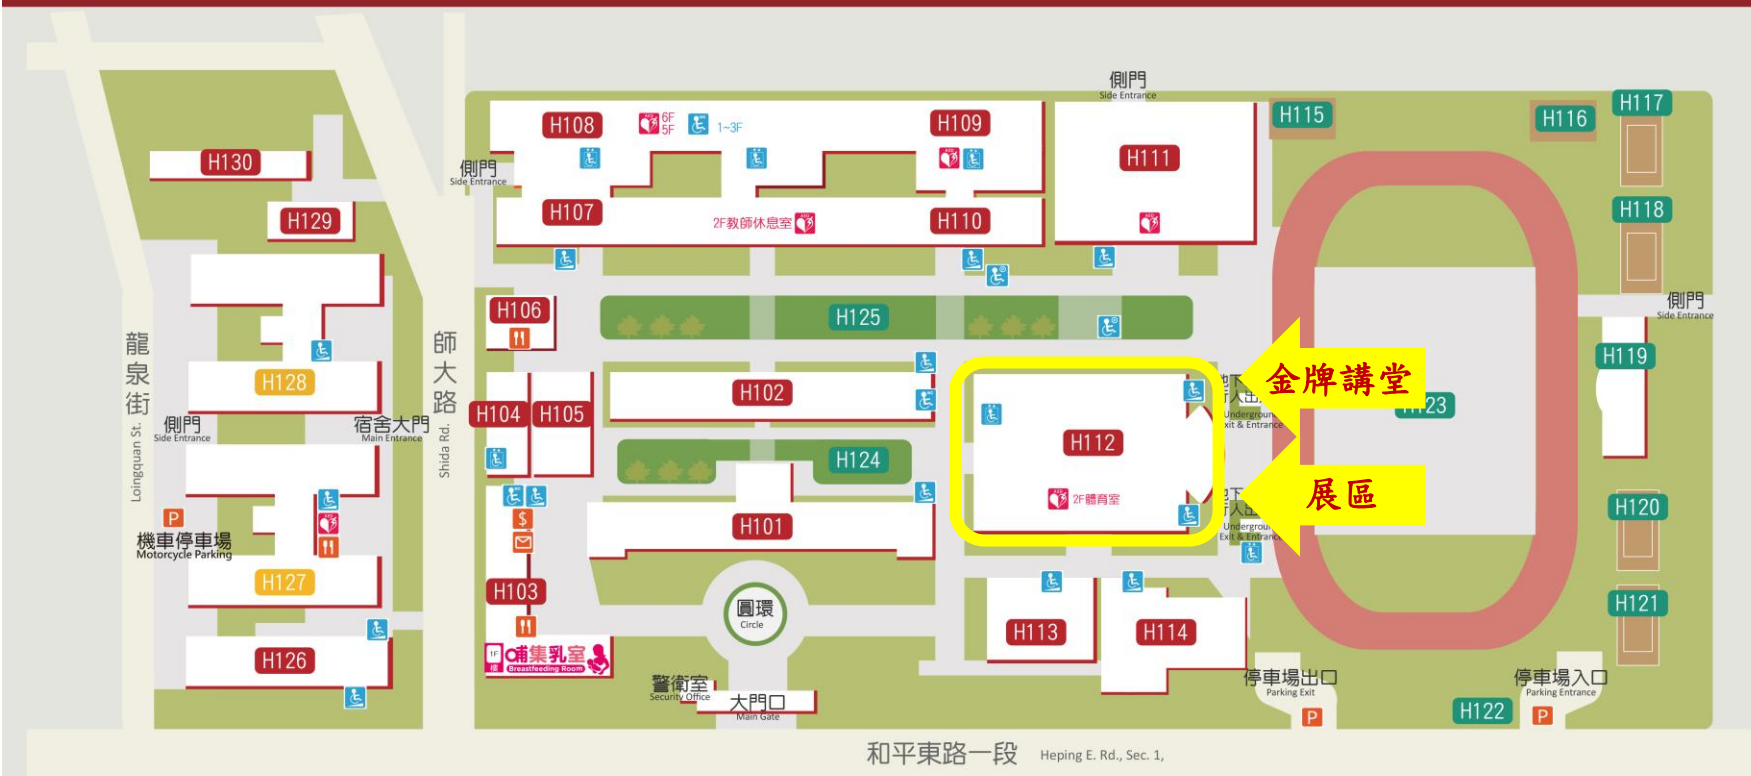 側門
Side Entrance
H108
6F
5F
1~3F
H109
H111
H115
H116
H117
H130
側門
Side Entrance
H129
H107
2F教師休息室
H110
H118
側門
Side Entrance
H106
H125
龍泉街
Loingquan St.
師大路
Shida Rd.
H128
H104
H105
H102
金牌講堂
H119
側門
Side Entrance
宿舍大門
Main Entrance
H124
H112
2F體育室
Underground
Exit & Entrance
展區
P
機車停車場
Motorcycle Parking
$
H101
Exit & Entrance
H120
H127
H103
圓環
Circle
H113
H114
H121
H126
1F
哺集乳室
Breastfeeding Room
警衛室
Security Office
大門口
Main Gate
停車場出口
Parking Exit
P
H122
停車場入口
Parking Entrance
P
和平東路一段 Heping E. Rd., Sec. 1,